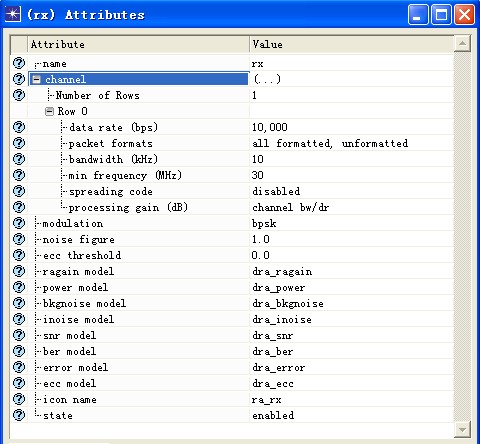 (rx) Attributes
Attribute Value
name rx
channel (...)
Number of Rows 1
Row 0
data rate (bps) 10,000
packet formats all formatted, unformatted
bandwidth (kHz) 10
min frequency (MHz) 30
spreading code disabled
processing gain (dB) channel bw/dr
modulation bpsk
noise figure 1.0
ecc threshold 0.0
ragain model dra_ragain
power model dra_power
bkgnoise model dra_bkgnoise
inoise model dra_inoise
snr model dra_snr
ber model dra_ber
error model dra_error
ecc model dra_ecc
icon name ra_rx
state enabled